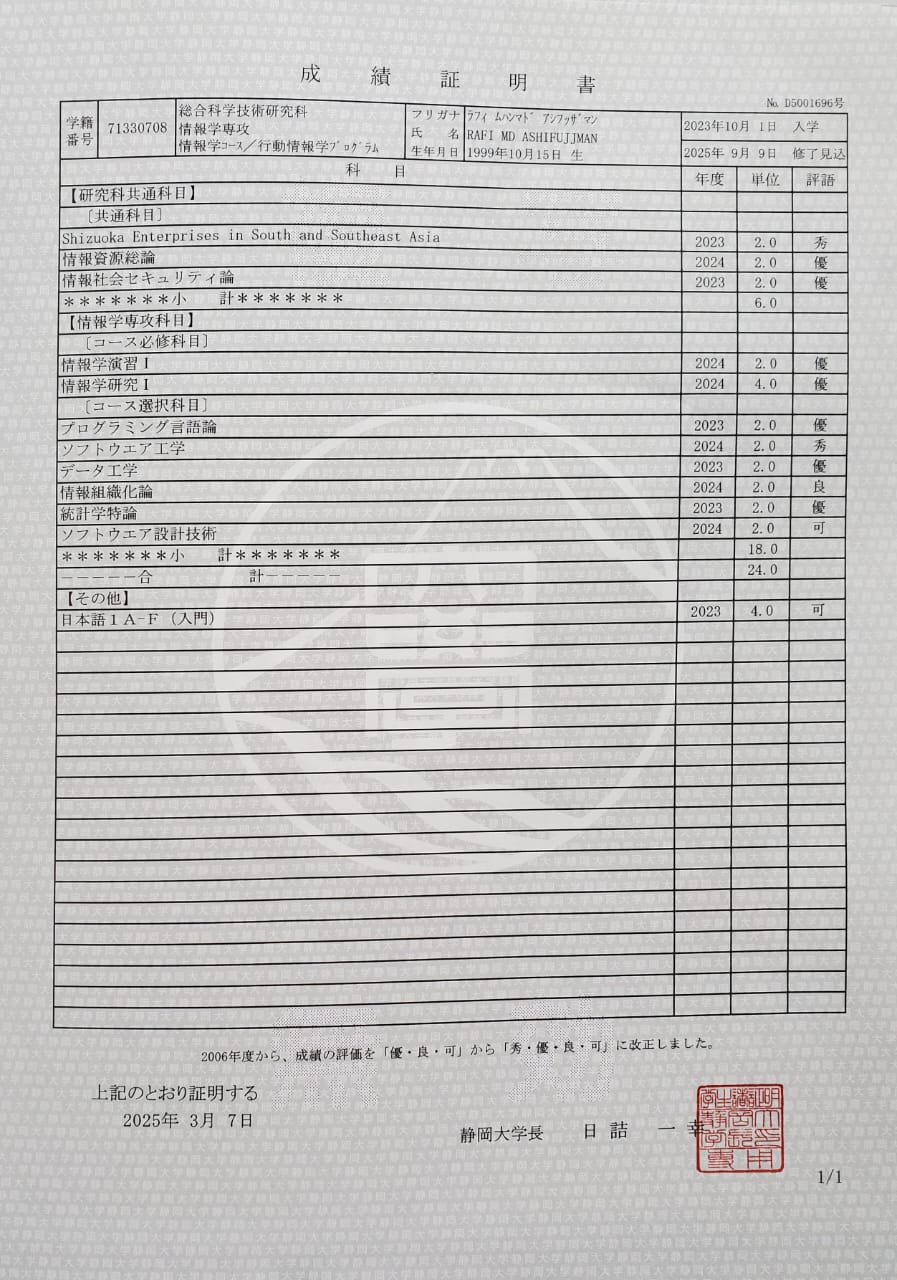 成績証明書
No. D5001696号
学籍番号 71330708
総合科学技術研究科
情報学専攻
情報学ｺｰｽ／行動情報学ﾌﾟﾛｸﾞﾗﾑ
フリガナ ﾗﾌｨ ﾑﾊﾝﾏﾄﾞ ｱｼﾌｯｻﾞﾏﾝ
氏名 RAFI MD ASHIFUJJMAN
生年月日 1999年10月15日 生
2023年10月 1日 入学
2025年 9月 9日 修了見込
科目 年度 単位 評語
【研究科共通科目】
〔共通科目〕
Shizuoka Enterprises in South and Southeast Asia 2023 2.0 秀
情報資源総論 2024 2.0 優
情報社会セキュリティ論 2023 2.0 優
＊＊＊＊＊＊＊小 計＊＊＊＊＊＊＊ 6.0
【情報学専攻科目】
〔コース必修科目〕
情報学演習Ⅰ 2024 2.0 優
情報学研究Ⅰ 2024 4.0 優
〔コース選択科目〕
プログラミング言語論 2023 2.0 優
ソフトウエア工学 2024 2.0 秀
データ工学 2023 2.0 優
情報組織化論 2024 2.0 良
統計学特論 2023 2.0 優
ソフトウエア設計技術 2024 2.0 可
＊＊＊＊＊＊＊小 計＊＊＊＊＊＊＊ 18.0
－－－－－合 計－－－－－ 24.0
【その他】
日本語１Ａ-Ｆ（入門） 2023 4.0 可
2006年度から、成績の評価を「優・良・可」から「秀・優・良・可」に改正しました。
上記のとおり証明する
2025年 3月 7日
静岡大学長 日詰 一幸
1/1